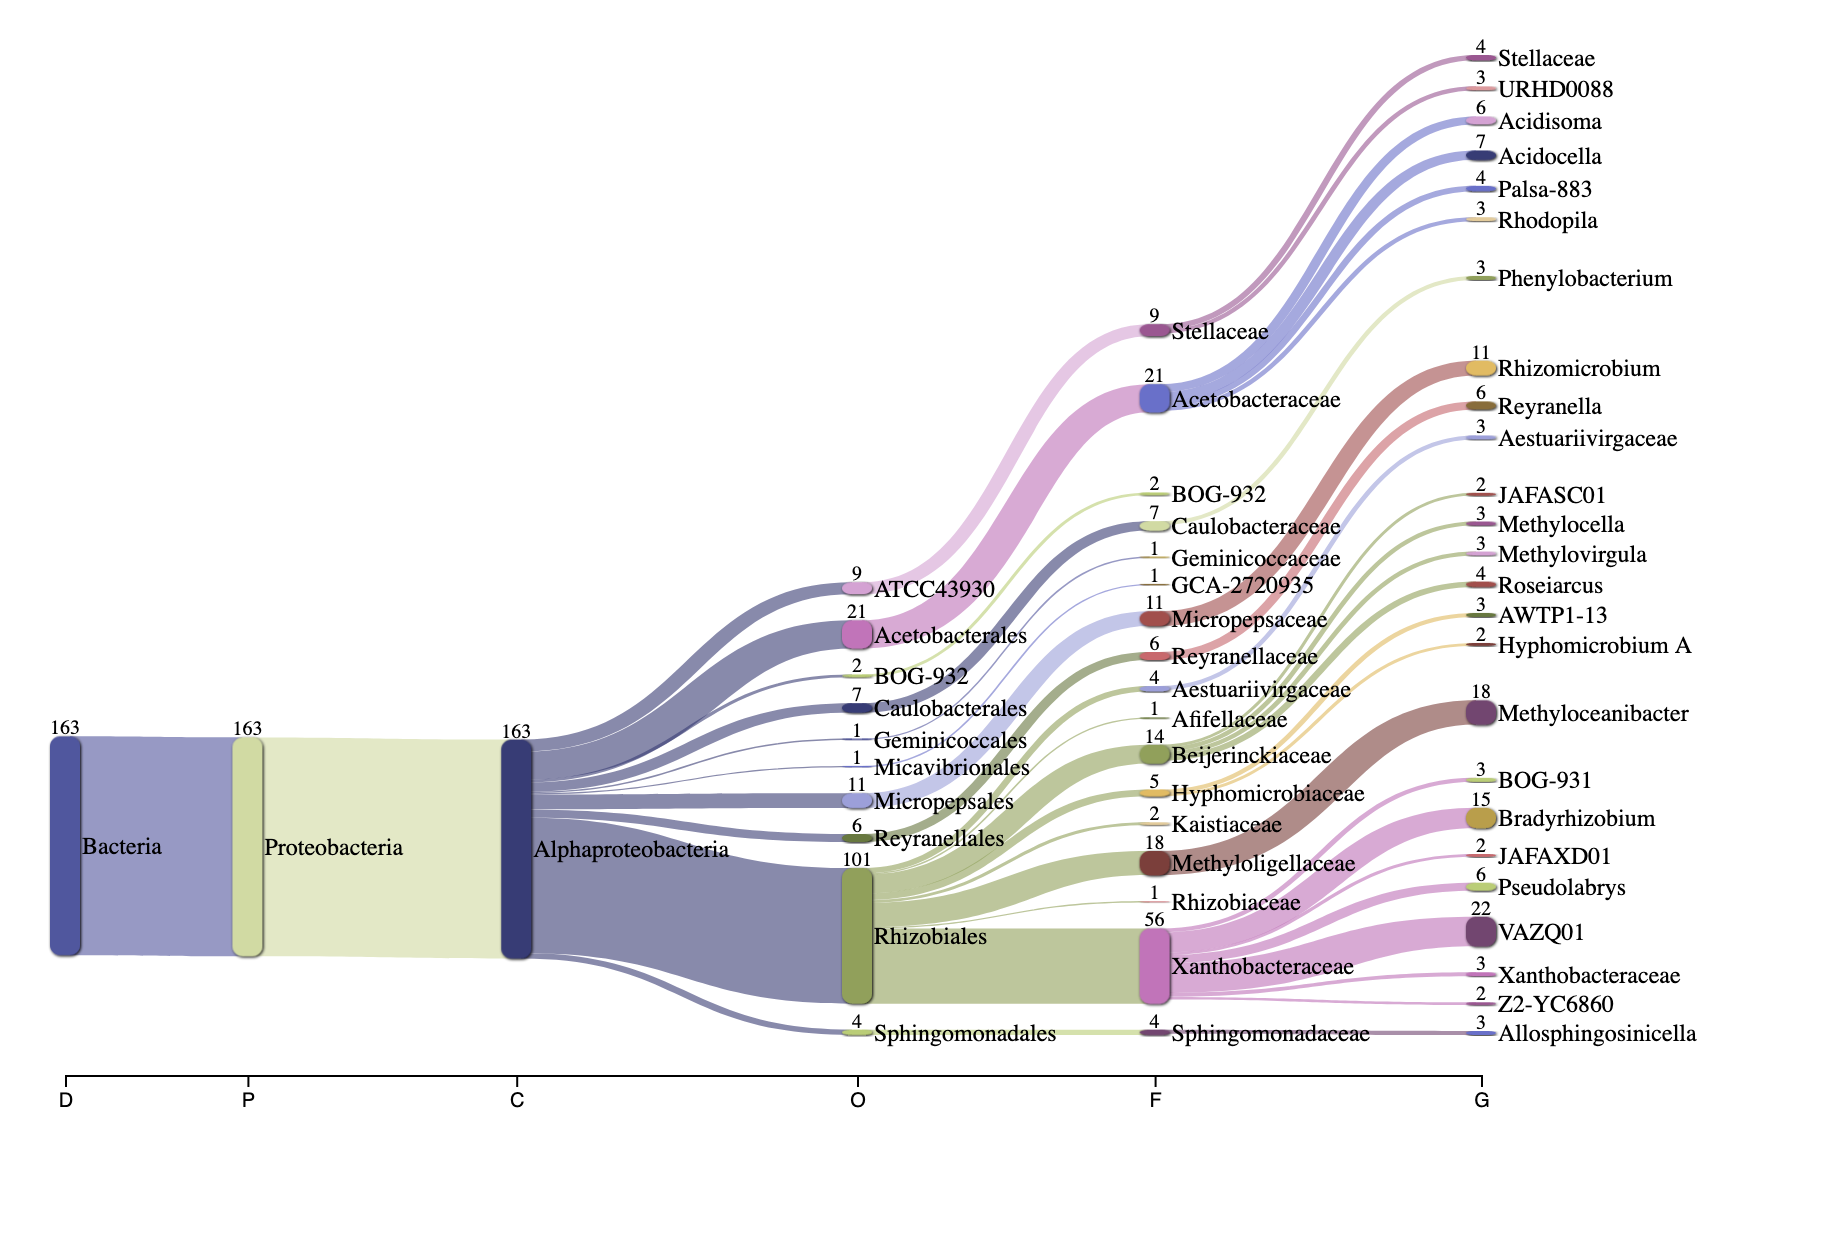 163
Bacteria
163
Proteobacteria
163
Alphaproteobacteria
9
ATCC43930
21
Acetobacterales
2
BOG-932
7
Caulobacterales
1
Geminicoccales
1
Micavibrionales
11
Micropepsales
6
Reyranellales
101
Rhizobiales
4
Sphingomonadales
9
Stellaceae
21
Acetobacteraceae
2
BOG-932
7
Caulobacteraceae
1
Geminicoccaceae
1
GCA-2720935
11
Micropepsaceae
6
Reyranellaceae
4
Aestuariivirgaceae
1
Afifellaceae
14
Beijerinckiaceae
5
Hyphomicrobiaceae
2
Kaistiaceae
18
Methyloligellaceae
1
Rhizobiaceae
56
Xanthobacteraceae
4
Sphingomonadaceae
4
Stellaceae
3
URHD0088
6
Acidisoma
7
Acidocella
4
Palsa-883
3
Rhodopila
3
Phenylobacterium
11
Rhizomicrobium
6
Reyranella
3
Aestuariivirgaceae
2
JAFASC01
3
Methylocella
3
Methylovirgula
4
Roseiarcus
3
AWTP1-13
2
Hyphomicrobium A
18
Methyloceanibacter
3
BOG-931
15
Bradyrhizobium
2
JAFAXD01
6
Pseudolabrys
22
VAZQ01
3
Xanthobacteraceae
2
Z2-YC6860
3
Allosphingosinicella
D P C O F G